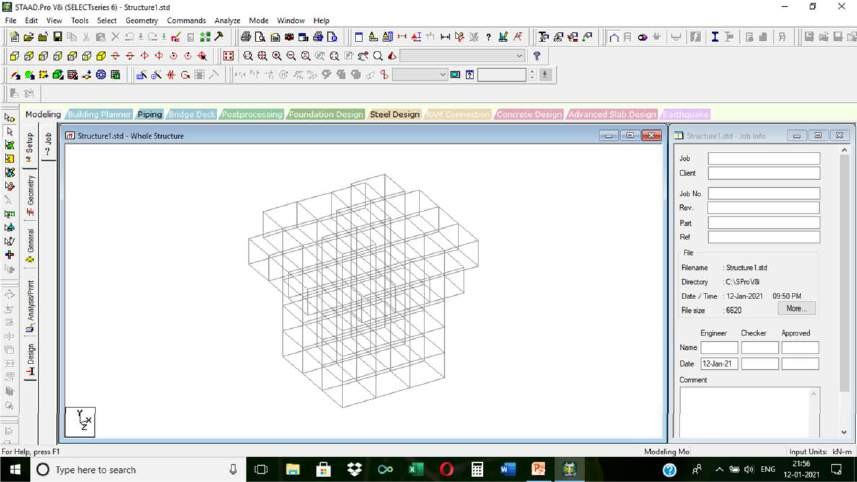 STAAD.Pro V8i (SELECTseries 6) - Structure1.std
File Edit View Tools Select Geometry Commands Analyze Mode Window Help
Modeling Building Planner Piping Bridge Deck Postprocessing Foundation Design Steel Design RAM Connection Concrete Design Advanced Slab Design Earthquake
Setup
Geometry
General
Analysis/Print
Design
Job
Structure1.std - Whole Structure
Y
X
Z
Structure1.std - Job Info
Job
Client
Job No.
Rev.
Part
Ref
File
Filename : Structure1.std
Directory : C:\SProV8i
Date / Time : 12-Jan-2021 09:50 PM
File size : 6620 More...
Engineer Checker Approved
Name
Date 12-Jan-21
Comment
For Help, press F1 Modeling Mo Input Units: kN-m
Type here to search
ENG 21:56
12-01-2021